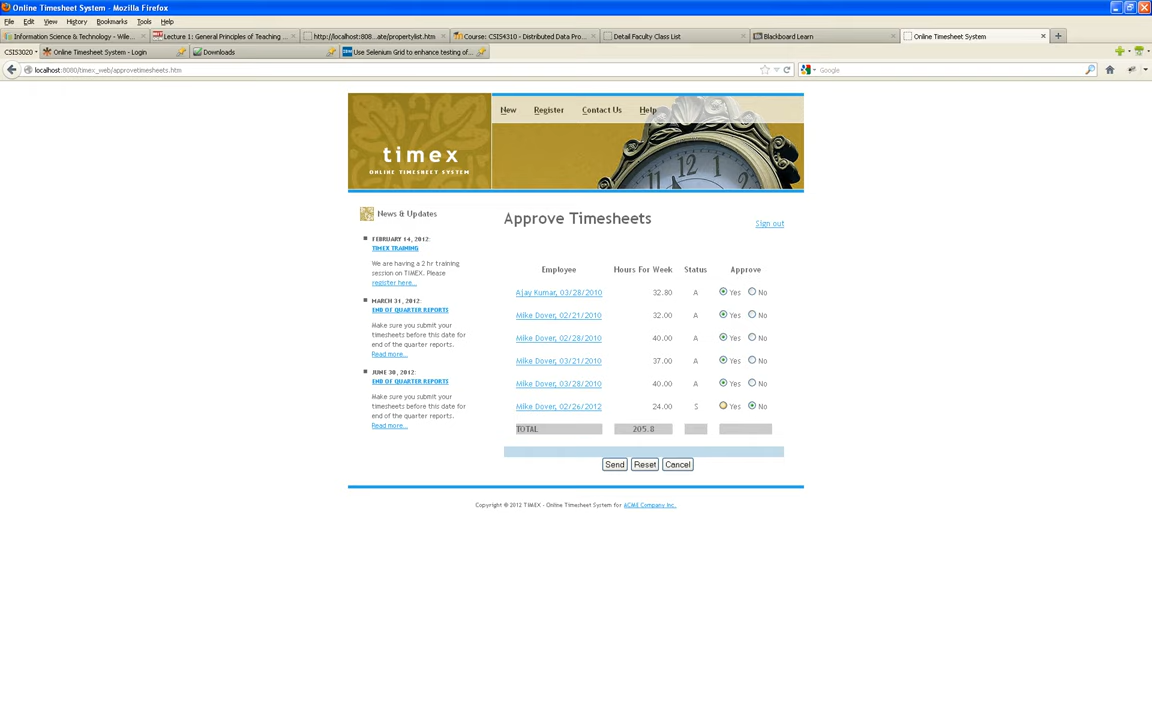 Online Timesheet System - Mozilla Firefox
File Edit View History Bookmarks Tools Help
Information Science & Technology - Wile...
Lecture 1: General Principles of Teaching ...
http://localhost:808...ate/propertylist.htm
Course: CSIS4310 - Distributed Data Pro...
Detail Faculty Class List
Blackboard Learn
Online Timesheet System
CSIS3020
Online Timesheet System - Login
Downloads
Use Selenium Grid to enhance testing of...
localhost:8080/timex_web/approvetimesheets.htm
Google
New Register Contact Us Help
timex
ONLINE TIMESHEET SYSTEM
News & Updates
FEBRUARY 14, 2012:
TIMEX TRAINING
We are having a 2 hr training
session on TIMEX. Please
register here...
MARCH 31, 2012:
END OF QUARTER REPORTS
Make sure you submit your
timesheets before this date for
end of the quarter reports.
Read more...
JUNE 30, 2012:
END OF QUARTER REPORTS
Make sure you submit your
timesheets before this date for
end of the quarter reports.
Read more...
Approve Timesheets
Sign out
Employee Hours For Week Status Approve
Ajay Kumar, 03/28/2010 32.80 A Yes No
Mike Dover, 02/21/2010 32.00 A Yes No
Mike Dover, 02/28/2010 40.00 A Yes No
Mike Dover, 03/21/2010 37.00 A Yes No
Mike Dover, 03/28/2010 40.00 A Yes No
Mike Dover, 02/26/2012 24.00 S Yes No
TOTAL 205.8
Send Reset Cancel
Copyright © 2012 TIMEX - Online Timesheet System for ACME Company Inc.